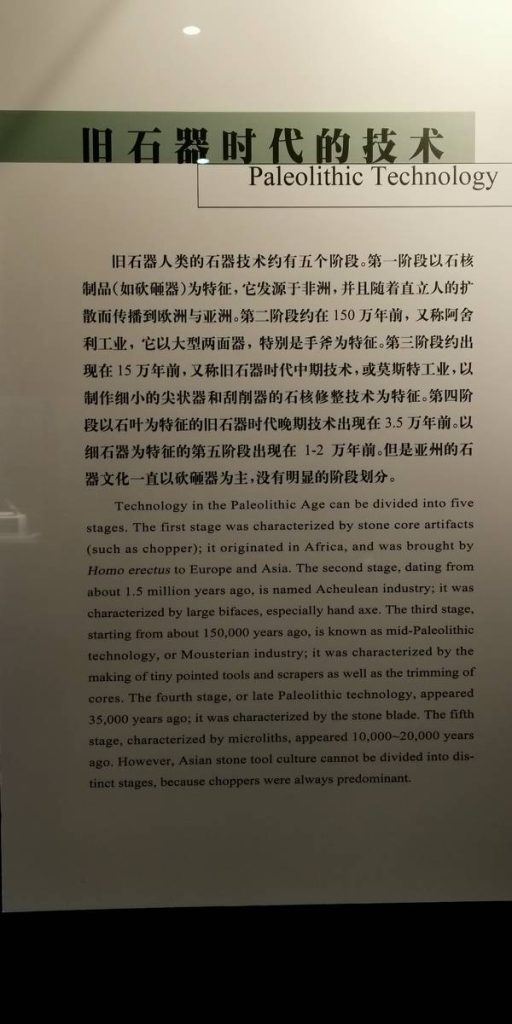 旧石器时代的技术
Paleolithic Technology
旧石器人类的石器技术约有五个阶段。第一阶段以石核
制品(如砍砸器)为特征，它发源于非洲，并且随着直立人的扩
散而传播到欧洲与亚洲。第二阶段约在 150 万年前，又称阿舍
利工业，它以大型两面器，特别是手斧为特征。第三阶段约出
现在 15 万年前，又称旧石器时代中期技术，或莫斯特工业，以
制作细小的尖状器和刮削器的石核修整技术为特征。第四阶
段以石叶为特征的旧石器时代晚期技术出现在 3.5 万年前。以
细石器为特征的第五阶段出现在 1-2 万年前。但是亚州的石
器文化一直以砍砸器为主，没有明显的阶段划分。
Technology in the Paleolithic Age can be divided into five
stages. The first stage was characterized by stone core artifacts
(such as chopper); it originated in Africa, and was brought by
Homo erectus to Europe and Asia. The second stage, dating from
about 1.5 million years ago, is named Acheulean industry; it was
characterized by large bifaces, especially hand axe. The third stage,
starting from about 150,000 years ago, is known as mid-Paleolithic
technology, or Mousterian industry; it was characterized by the
making of tiny pointed tools and scrapers as well as the trimming of
cores. The fourth stage, or late Paleolithic technology, appeared
35,000 years ago; it was characterized by the stone blade. The fifth
stage, characterized by microliths, appeared 10,000~20,000 years
ago. However, Asian stone tool culture cannot be divided into dis-
tinct stages, because choppers were always predominant.